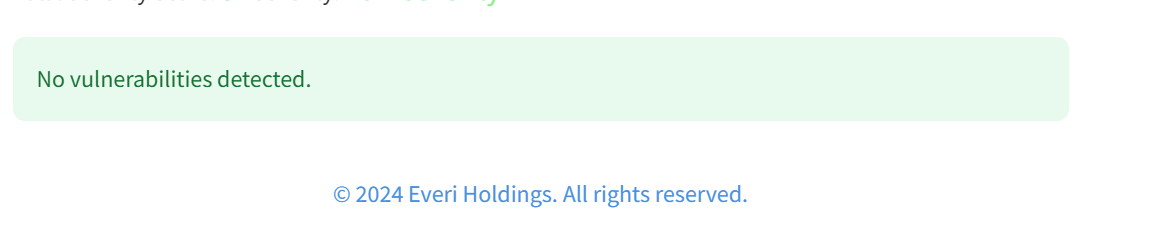 No vulnerabilities detected.
© 2024 Everi Holdings. All rights reserved.